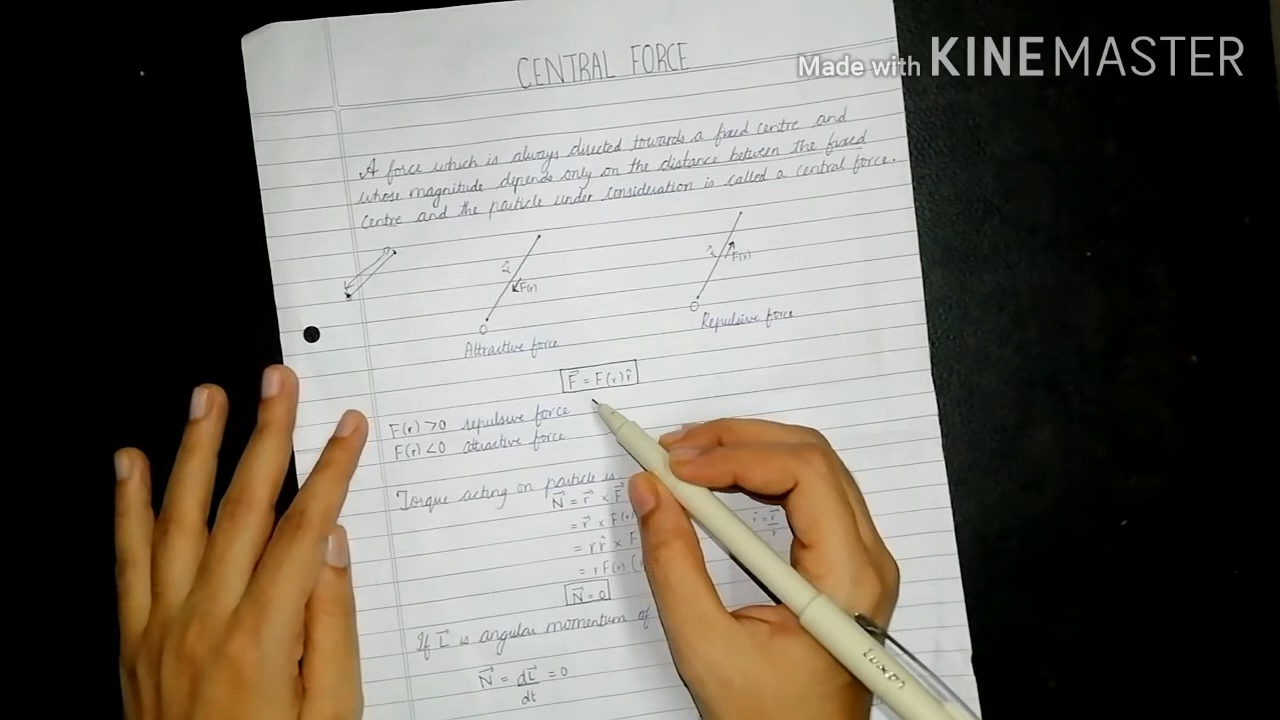 Made with KINEMASTER
CENTRAL FORCE
A force which is always directed towards a fixed centre and
whose magnitude depends only on the distance between the fixed
centre and the particle under consideration is called a central force.
r⃗ F(r)
O
Attractive force
r⃗ F(r)
O
Repulsive force
F⃗ = F(r) r̂
F(r) > 0 repulsive force
F(r) < 0 attractive force
Torque acting on particle is
N⃗ = r⃗ × F⃗
= r⃗ × F(r)
= r r̂ × F
r̂ = r⃗/r
= r F(r) (
N⃗ = 0
If L⃗ is angular momentum of
N⃗ = dL⃗/dt = 0
Luxor